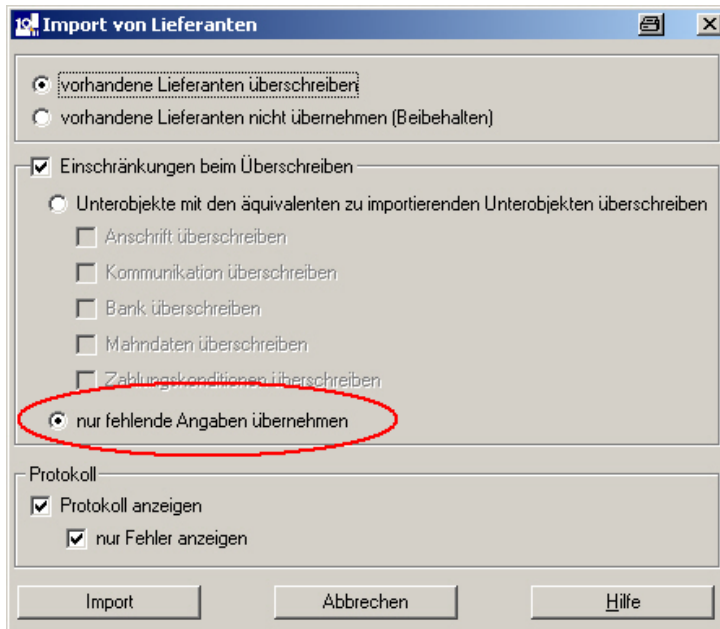 Import von Lieferanten
vorhandene Lieferanten überschreiben
vorhandene Lieferanten nicht übernehmen (Beibehalten)
Einschränkungen beim Überschreiben
Unterobjekte mit den äquivalenten zu importierenden Unterobjekten überschreiben
Anschrift überschreiben
Kommunikation überschreiben
Bank überschreiben
Mahndaten überschreiben
Zahlungskonditionen überschreiben
nur fehlende Angaben übernehmen
Protokoll
Protokoll anzeigen
nur Fehler anzeigen
Import Abbrechen Hilfe